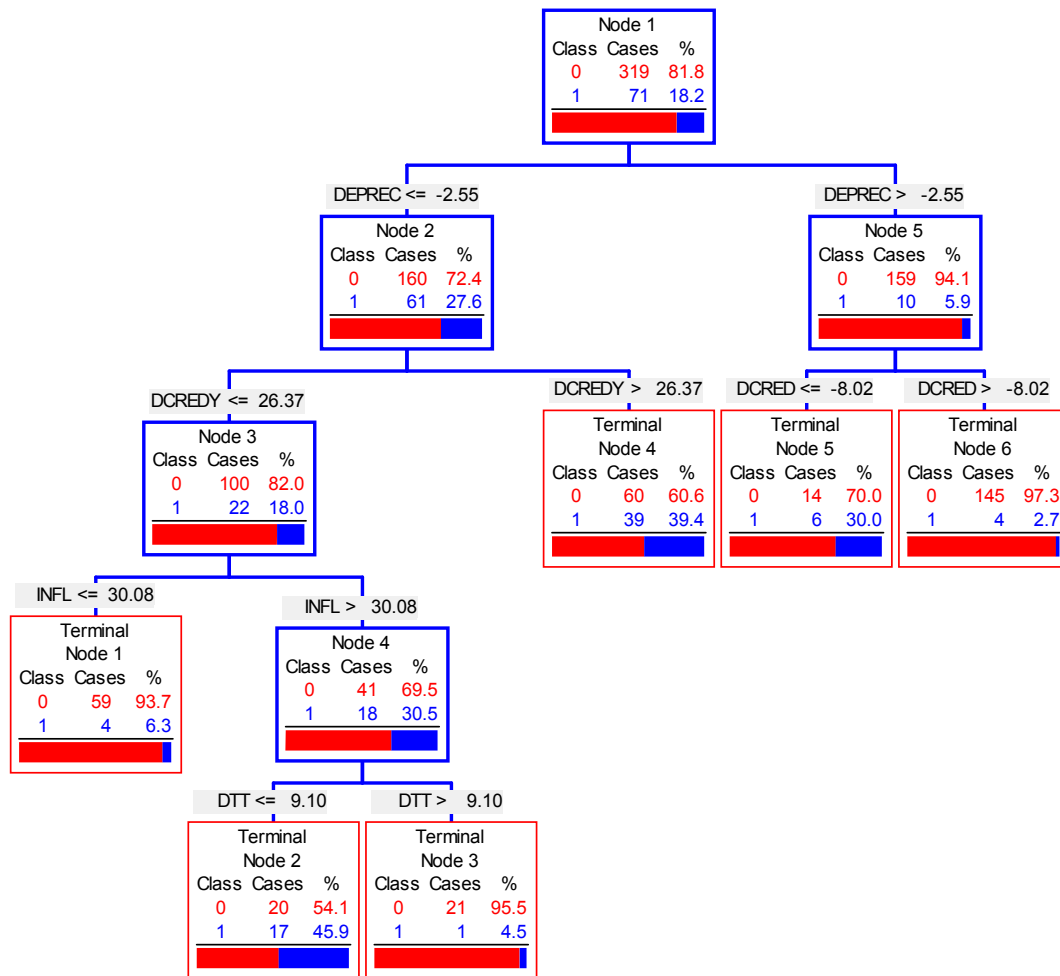 Node 1
Class Cases %
0 319 81.8
1 71 18.2
DEPREC <= -2.55
DEPREC > -2.55
Node 2
Class Cases %
0 160 72.4
1 61 27.6
Node 5
Class Cases %
0 159 94.1
1 10 5.9
DCREDY <= 26.37
DCREDY > 26.37
DCRED <= -8.02
DCRED > -8.02
Node 3
Class Cases %
0 100 82.0
1 22 18.0
Terminal
Node 4
Class Cases %
0 60 60.6
1 39 39.4
Terminal
Node 5
Class Cases %
0 14 70.0
1 6 30.0
Terminal
Node 6
Class Cases %
0 145 97.3
1 4 2.7
INFL <= 30.08
INFL > 30.08
Terminal
Node 1
Class Cases %
0 59 93.7
1 4 6.3
Node 4
Class Cases %
0 41 69.5
1 18 30.5
DTT <= 9.10
DTT > 9.10
Terminal
Node 2
Class Cases %
0 20 54.1
1 17 45.9
Terminal
Node 3
Class Cases %
0 21 95.5
1 1 4.5